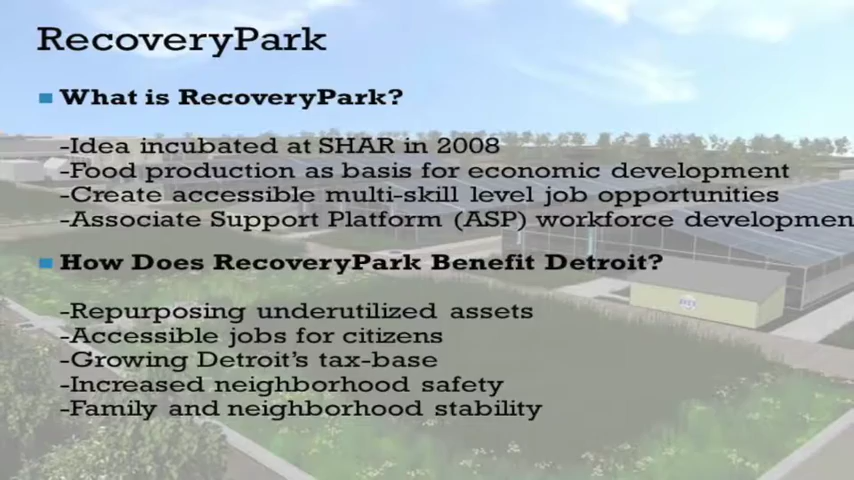 RecoveryPark
What is RecoveryPark?
-Idea incubated at SHAR in 2008
-Food production as basis for economic development
-Create accessible multi-skill level job opportunities
-Associate Support Platform (ASP) workforce developmen
How Does RecoveryPark Benefit Detroit?
-Repurposing underutilized assets
-Accessible jobs for citizens
-Growing Detroit's tax-base
-Increased neighborhood safety
-Family and neighborhood stability